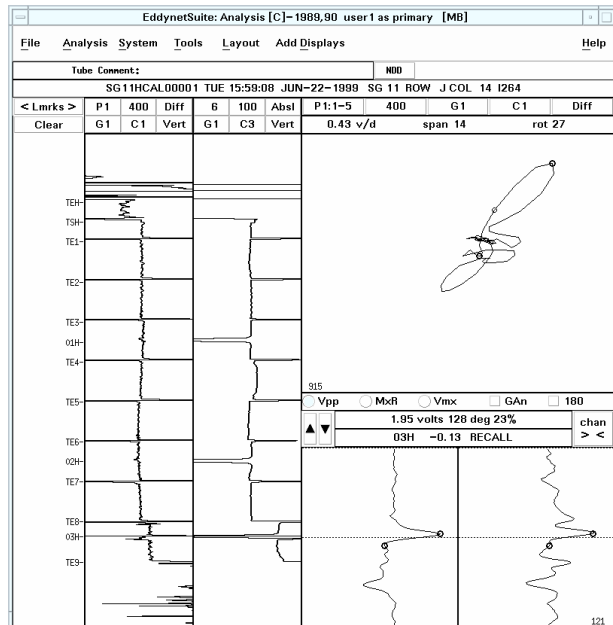 EddynetSuite: Analysis [C]-1989,90 user1 as primary [MB]
File Analysis System Tools Layout Add Displays Help
Tube Comment: NDD
SG11HCAL00001 TUE 15:59:08 JUN-22-1999 SG 11 ROW J COL 14 I264
< Lmrks > P1 400 Diff 6 100 Absl P1:1-5 400 G1 C1 Diff
Clear G1 C1 Vert G1 C3 Vert 0.43 v/d span 14 rot 27
TEH
TSH
TE1
TE2
TE3
01H
TE4
TE5
TE6
02H
TE7
TE8
03H
TE9
915
Vpp MxR Vmx GAn 180
1.95 volts 128 deg 23% chan
03H -0.13 RECALL > <
121